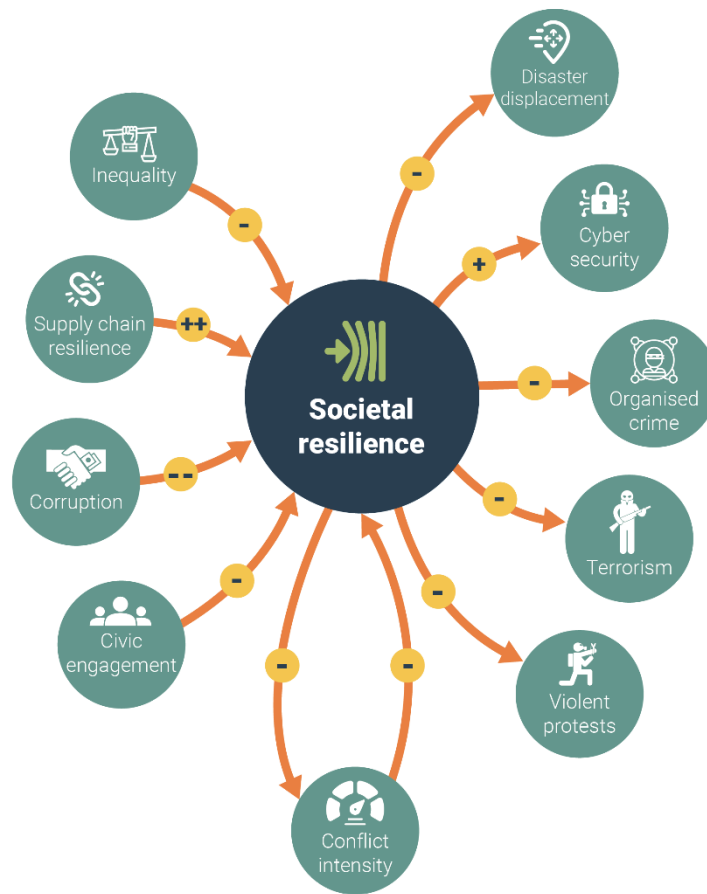 Disaster
displacement
-
Inequality
-
Cyber
security
+
Supply chain
resilience
++
Societal
resilience
Organised
crime
-
Corruption
--
Terrorism
-
Civic
engagement
-
-
-
-
Violent
protests
Conflict
intensity